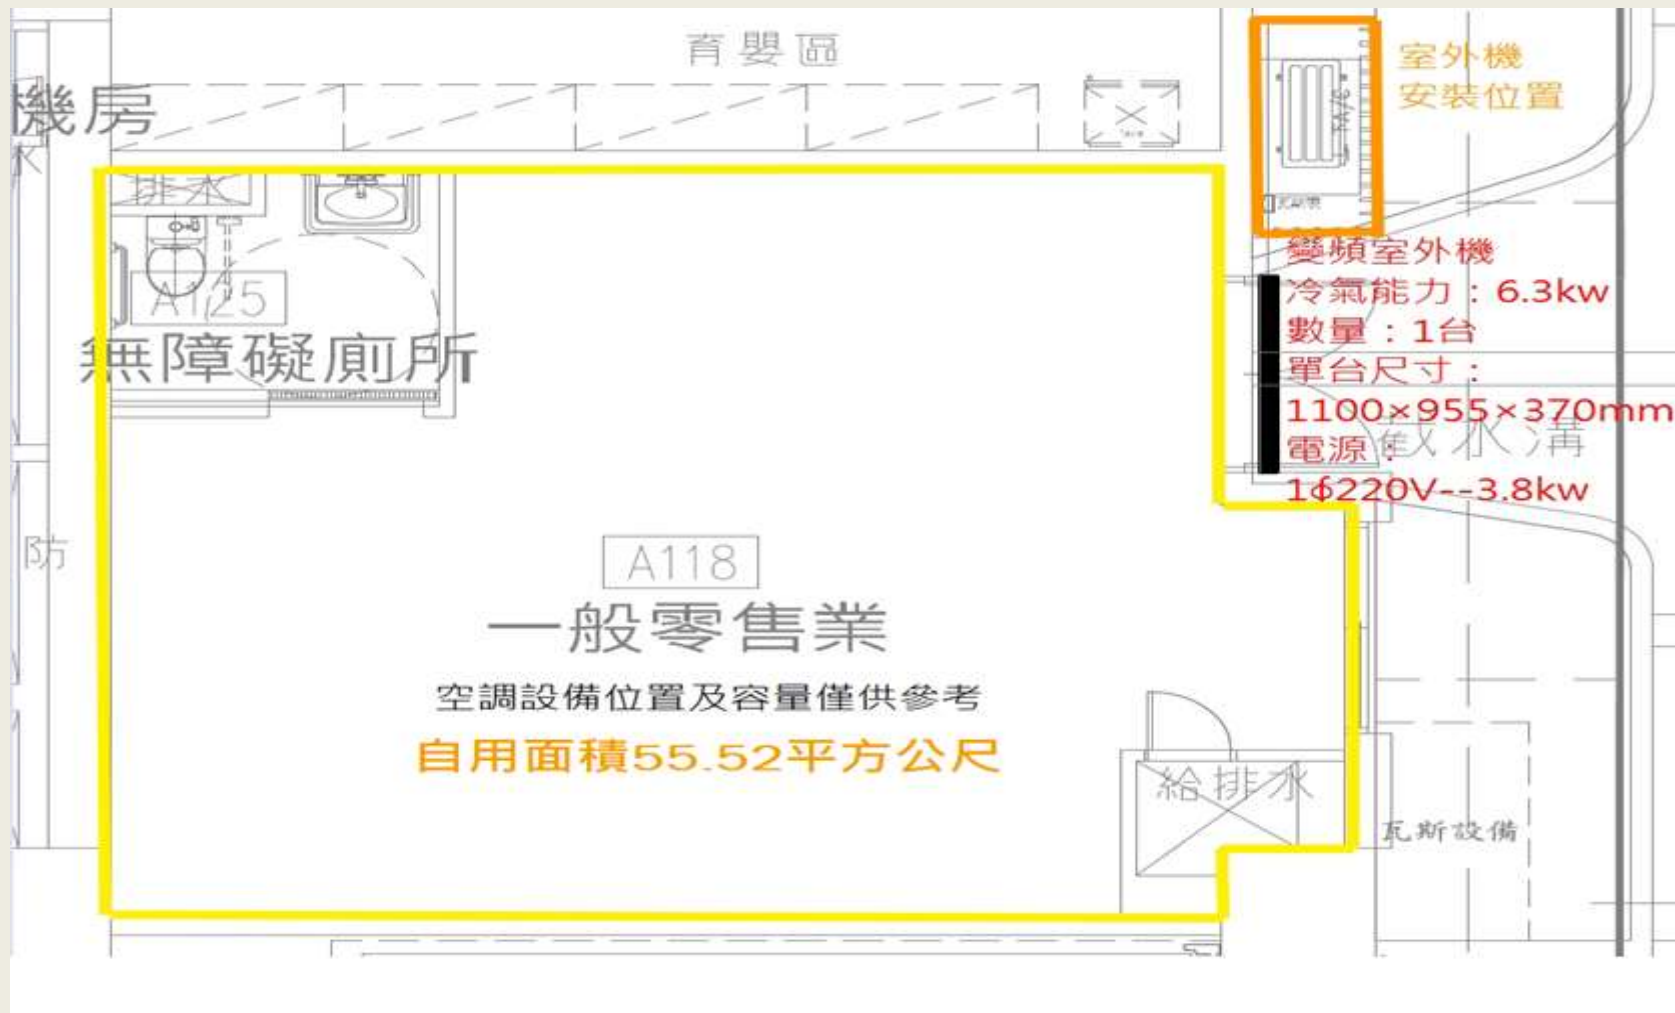 育嬰區
室外機
安裝位置
機房
排水
A125
無障礙廁所
變頻室外機
冷氣能力：6.3kw
數量：1台
單台尺寸：
1100×955×370mm
電源：
1ϕ220V--3.8kw
截水溝
防
A118
一般零售業
空調設備位置及容量僅供參考
自用面積55.52平方公尺
給排水
瓦斯設備